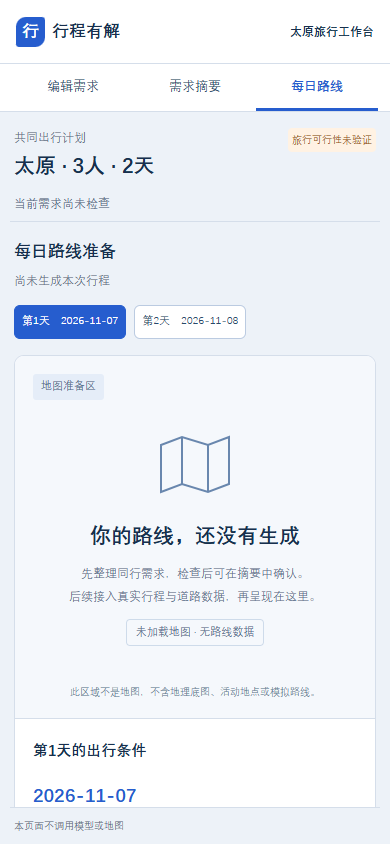 行 行程有解
太原旅行工作台
编辑需求 需求摘要 每日路线
共同出行计划
旅行可行性未验证
太原 · 3人 · 2天
当前需求尚未检查
每日路线准备
尚未生成本次行程
第1天 2026-11-07 第2天 2026-11-08
地图准备区
你的路线，还没有生成
先整理同行需求，检查后可在摘要中确认。
后续接入真实行程与道路数据，再呈现在这里。
未加载地图 · 无路线数据
此区域不是地图，不含地理底图、活动地点或模拟路线。
第1天的出行条件
2026-11-07
本页面不调用模型或地图